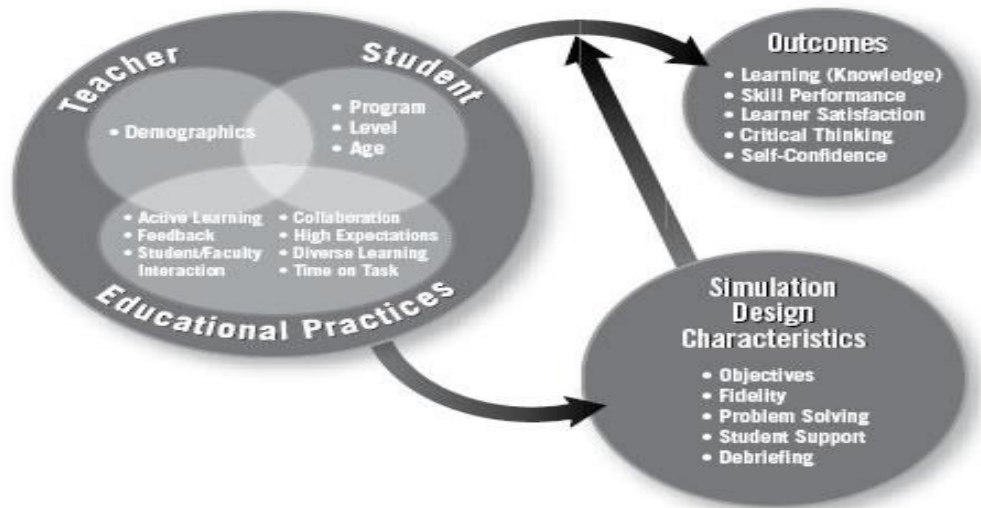 Teacher
Student
• Demographics
• Program
• Level
• Age
• Active Learning
• Feedback
• Student/Faculty
Interaction
• Collaboration
• High Expectations
• Diverse Learning
• Time on Task
Educational Practices
Outcomes
• Learning (Knowledge)
• Skill Performance
• Learner Satisfaction
• Critical Thinking
• Self-Confidence
Simulation
Design
Characteristics
• Objectives
• Fidelity
• Problem Solving
• Student Support
• Debriefing